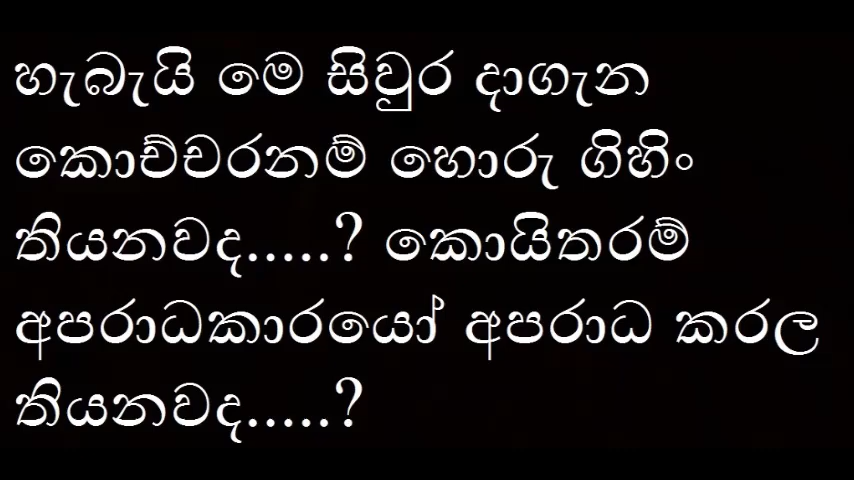 හැබැයි මෙ සිවුර දාගැන
කොච්චරනම් හොරු ගිහිං
තියනවද.....? කොයිතරම්
අපරාධකාරයෝ අපරාධ කරල
තියනවද.....?